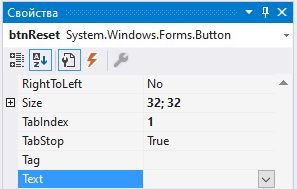 Свойства
btnReset System.Windows.Forms.Button
RightToLeft No
Size 32; 32
TabIndex 1
TabStop True
Tag
Text